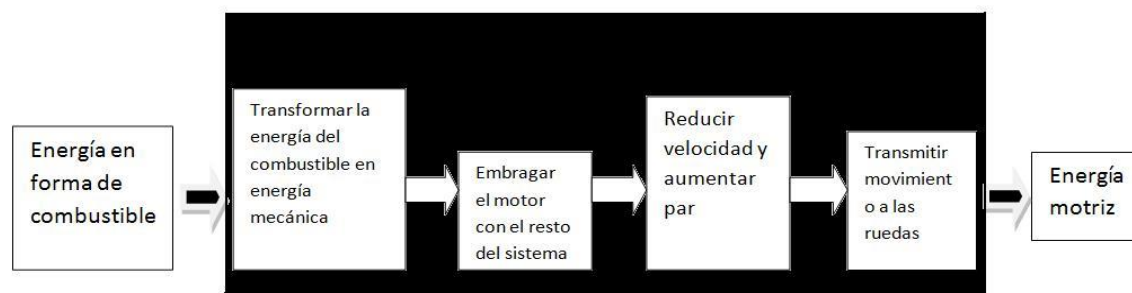 Energía en
forma de
combustible
Transformar la
energía del
combustible en
energía
mecánica
Embragar
el motor
con el resto
del sistema
Reducir
velocidad y
aumentar
par
Transmitir
movimient
o a las
ruedas
Energía
motriz